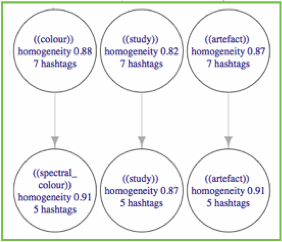 ((colour))
homogeneity 0.88
7 hashtags
((study))
homogeneity 0.82
7 hashtags
((artefact))
homogeneity 0.87
7 hashtags
((spectral_
colour))
homogeneity 0.91
5 hashtags
((study))
homogeneity 0.87
5 hashtags
((artefact))
homogeneity 0.91
5 hashtags